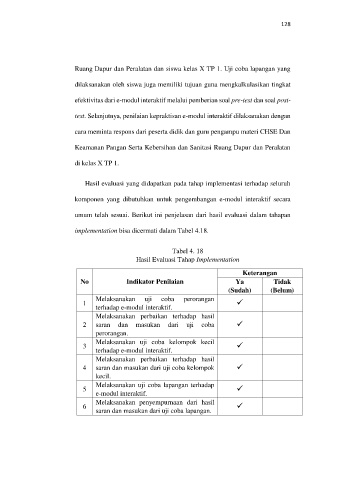 128
Ruang Dapur dan Peralatan dan siswa kelas X TP 1. Uji coba lapangan yang
dilaksanakan oleh siswa juga memiliki tujuan guna mengkalkulasikan tingkat
efektivitas dari e-modul interaktif melalui pemberian soal pre-test dan soal post-
test. Selanjutnya, penilaian kepraktisan e-modul interaktif dilaksanakan dengan
cara meminta respons dari peserta didik dan guru pengampu materi CHSE Dan
Keamanan Pangan Serta Kebersihan dan Sanitasi Ruang Dapur dan Peralatan
di kelas X TP 1.
Hasil evaluasi yang didapatkan pada tahap implementasi terhadap seluruh
komponen yang dibutuhkan untuk pengembangan e-modul interaktif secara
umum telah sesuai. Berikut ini penjelasan dari hasil evaluasi dalam tahapan
implementation bisa dicermati dalam Tabel 4.18.
Tabel 4. 18
Hasil Evaluasi Tahap Implementation
No Indikator Penilaian Keterangan
Ya Tidak
(Sudah) (Belum)
1 Melaksanakan uji coba perorangan ✓
terhadap e-modul interaktif.
2 Melaksanakan perbaikan terhadap hasil
saran dan masukan dari uji coba ✓
perorangan.
3 Melaksanakan uji coba kelompok kecil ✓
terhadap e-modul interaktif.
4 Melaksanakan perbaikan terhadap hasil
saran dan masukan dari uji coba kelompok ✓
kecil.
5 Melaksanakan uji coba lapangan terhadap ✓
e-modul interaktif.
6 Melaksanakan penyempurnaan dari hasil ✓
saran dan masukan dari uji coba lapangan.